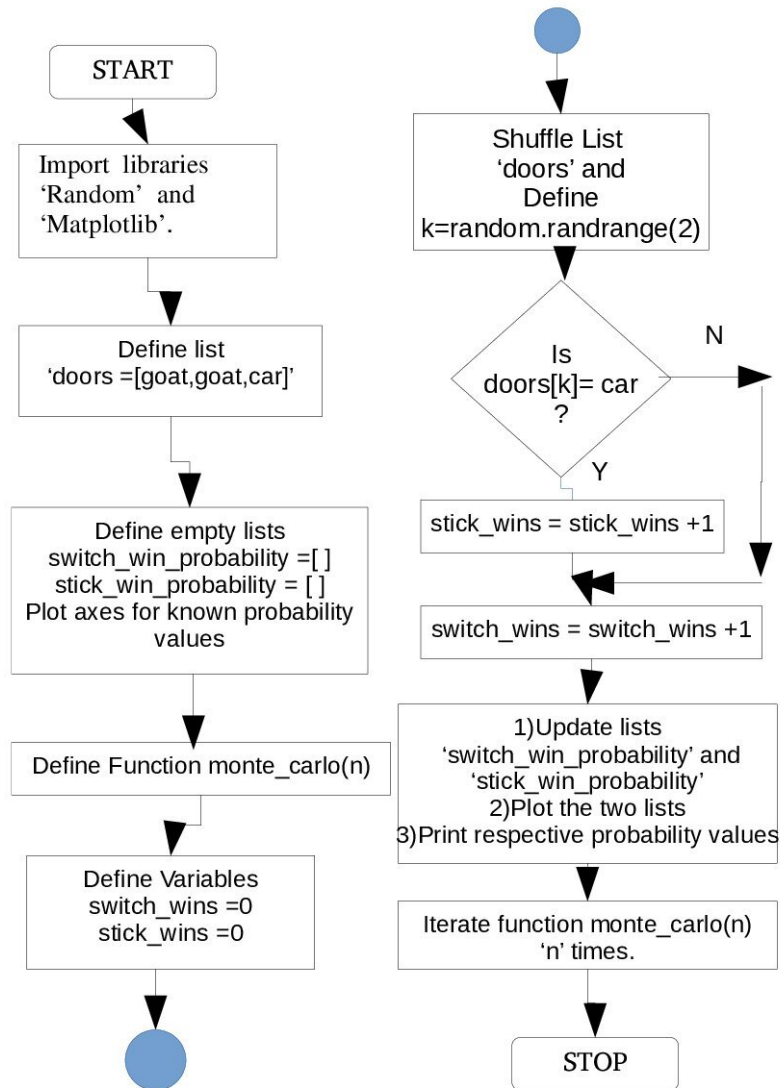 START
Import libraries
‘Random’ and
‘Matplotlib’.
Define list
‘doors =[goat,goat,car]’
Define empty lists
switch_win_probability =[ ]
stick_win_probability = [ ]
Plot axes for known probability
values
Define Function monte_carlo(n)
Define Variables
switch_wins =0
stick_wins =0
Shuffle List
‘doors’ and
Define
k=random.randrange(2)
Is
doors[k]= car
?
N
Y
stick_wins = stick_wins +1
switch_wins = switch_wins +1
1)Update lists
‘switch_win_probability’ and
‘stick_win_probability’
2)Plot the two lists
3)Print respective probability values
Iterate function monte_carlo(n)
‘n’ times.
STOP